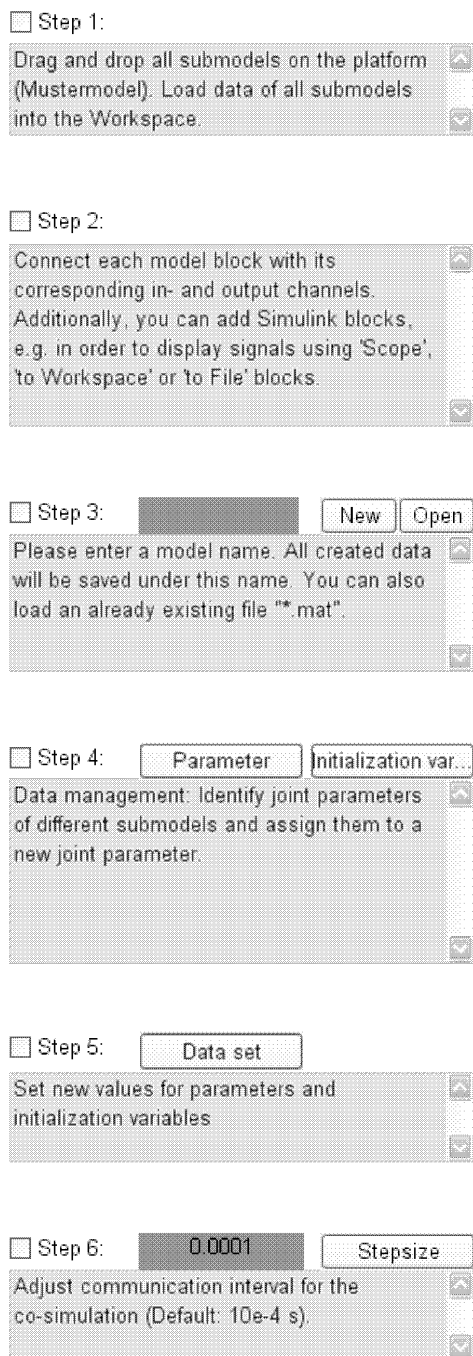 Step 1:
Drag and drop all submodels on the platform
(Mustermodel). Load data of all submodels
into the Workspace.
Step 2:
Connect each model block with its
corresponding in- and output channels.
Additionally, you can add Simulink blocks,
e.g. in order to display signals using 'Scope',
'to Workspace' or 'to File' blocks.
Step 3: New Open
Please enter a model name. All created data
will be saved under this name. You can also
load an already existing file "*.mat".
Step 4: Parameter Initialization var...
Data management: Identify joint parameters
of different submodels and assign them to a
new joint parameter.
Step 5: Data set
Set new values for parameters and
initialization variables
Step 6: 0.0001 Stepsize
Adjust communication interval for the
co-simulation (Default: 10e-4 s).